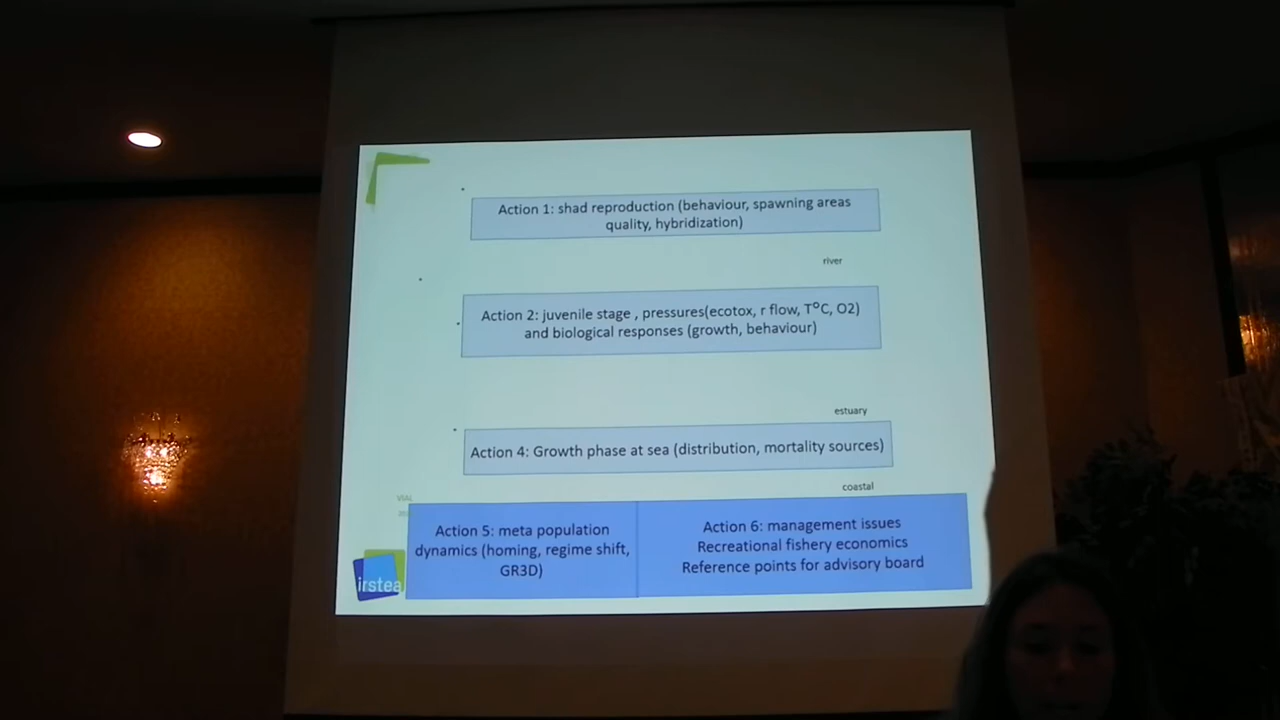 Action 1: shad reproduction (behaviour, spawning areas
quality, hybridization)
river
Action 2: juvenile stage , pressures(ecotox, r flow, T°C, O2)
and biological responses (growth, behaviour)
estuary
Action 4: Growth phase at sea (distribution, mortality sources)
coastal
Action 5: meta population
dynamics (homing, regime shift,
GR3D)
Action 6: management issues
Recreational fishery economics
Reference points for advisory board
irstea